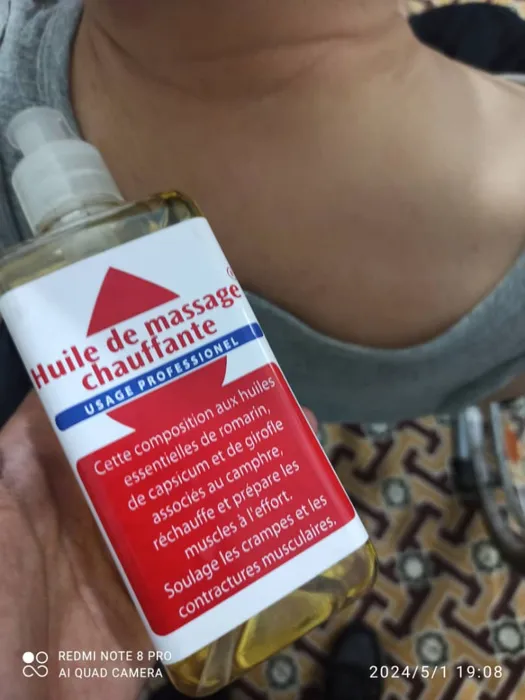 Huile de massage®
chauffante
USAGE PROFESSIONEL
Cette composition aux huiles
essentielles de romarin,
de capsicum et de girofle
associés au camphre,
réchauffe et prépare les
muscles à l'effort.
Soulage les crampes et les
contractures musculaires.
REDMI NOTE 8 PRO
AI QUAD CAMERA
2024/5/1 19:08